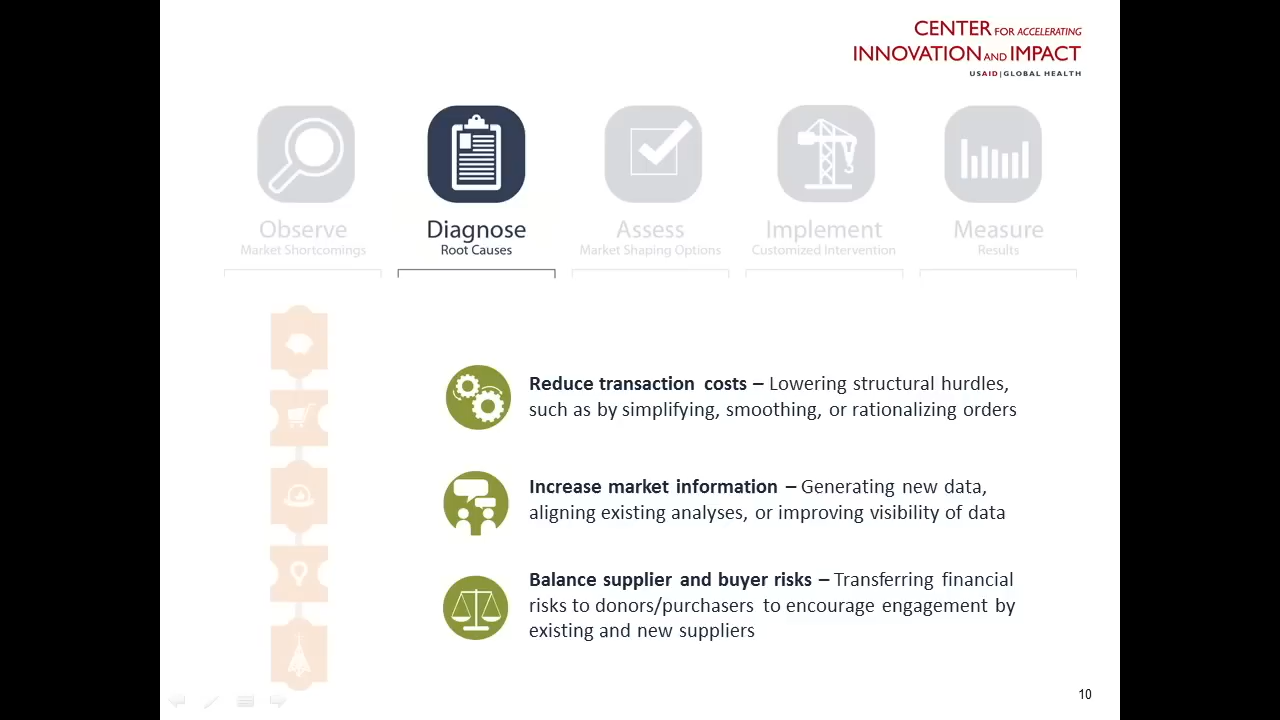 CENTER FOR ACCELERATING
INNOVATION AND IMPACT
USAID | GLOBAL HEALTH
Observe
Market Shortcomings
Diagnose
Root Causes
Assess
Market Shaping Options
Implement
Customized Intervention
Measure
Results
Reduce transaction costs – Lowering structural hurdles,
such as by simplifying, smoothing, or rationalizing orders
Increase market information – Generating new data,
aligning existing analyses, or improving visibility of data
Balance supplier and buyer risks – Transferring financial
risks to donors/purchasers to encourage engagement by
existing and new suppliers
10